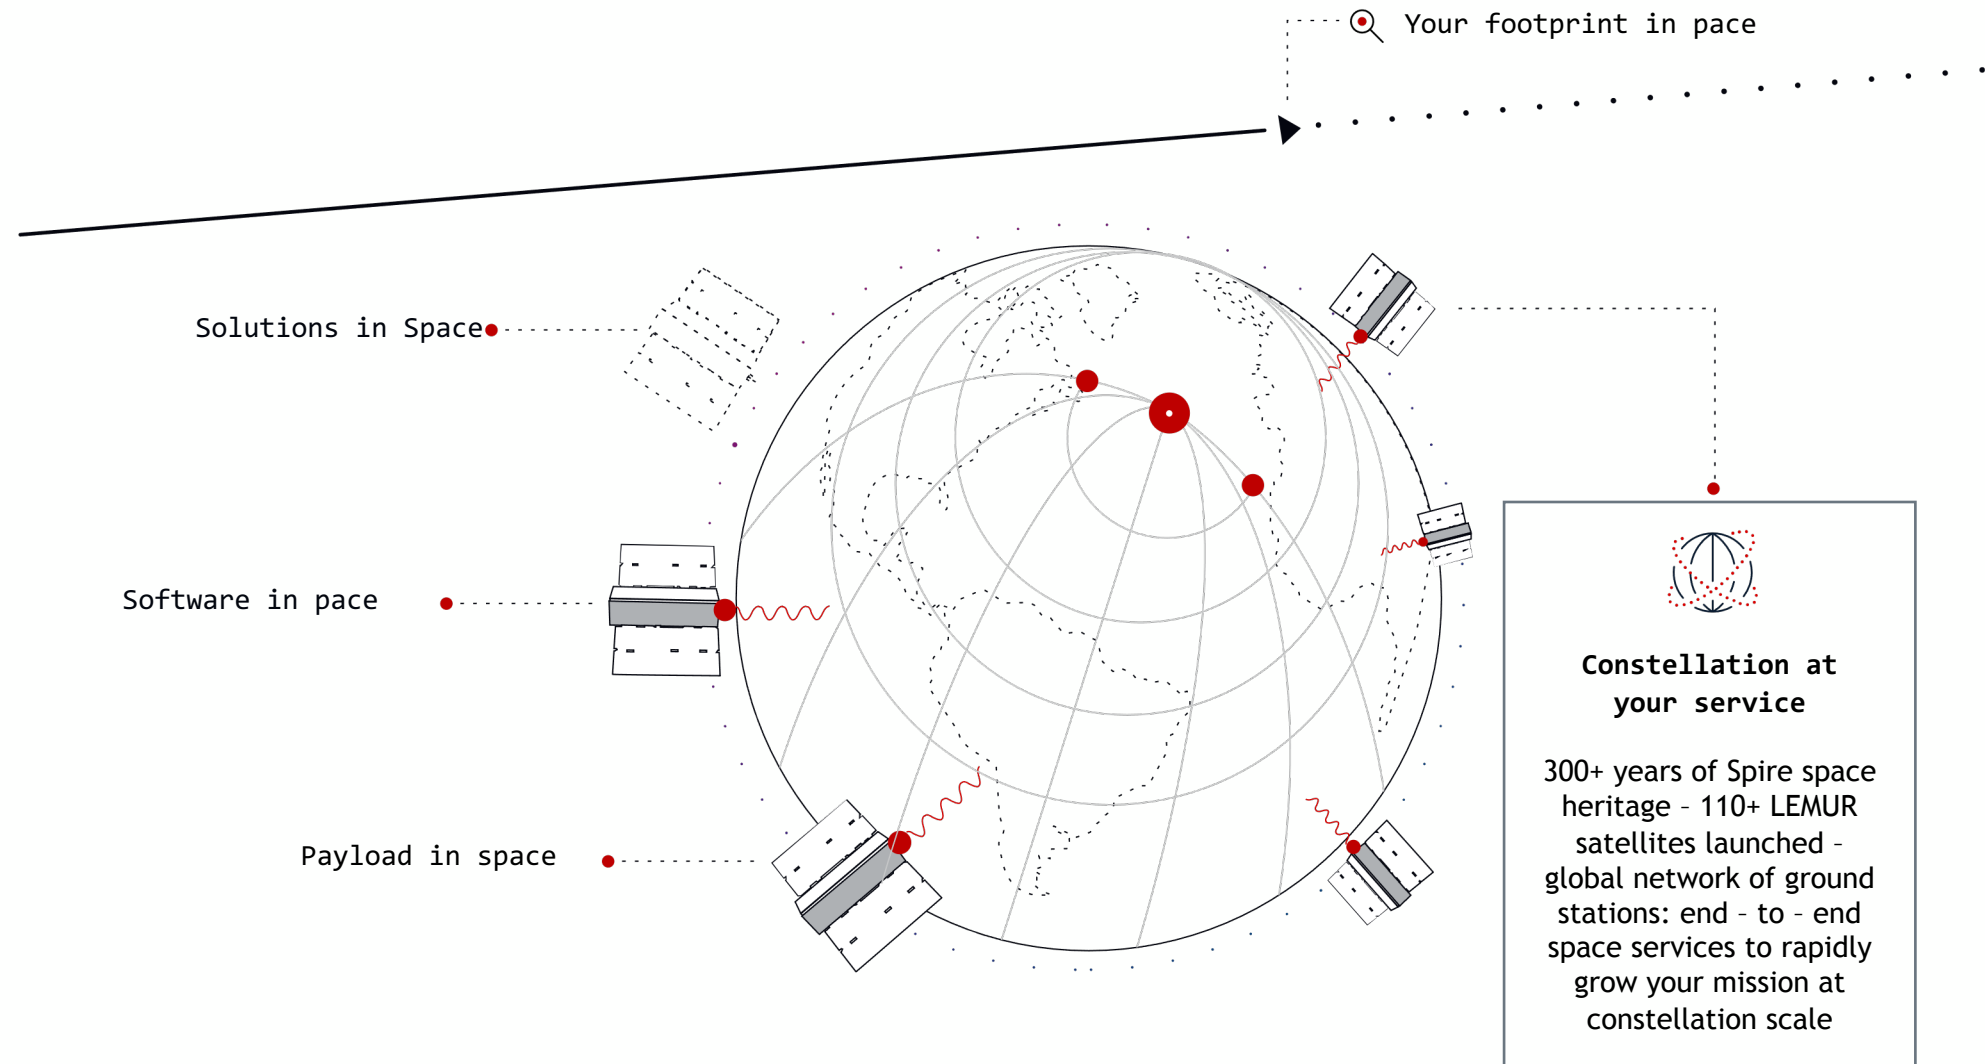 Your footprint in pace
Solutions in Space
Software in pace
Payload in space
Constellation at
your service
300+ years of Spire space
heritage – 110+ LEMUR
satellites launched –
global network of ground
stations: end – to – end
space services to rapidly
grow your mission at
constellation scale